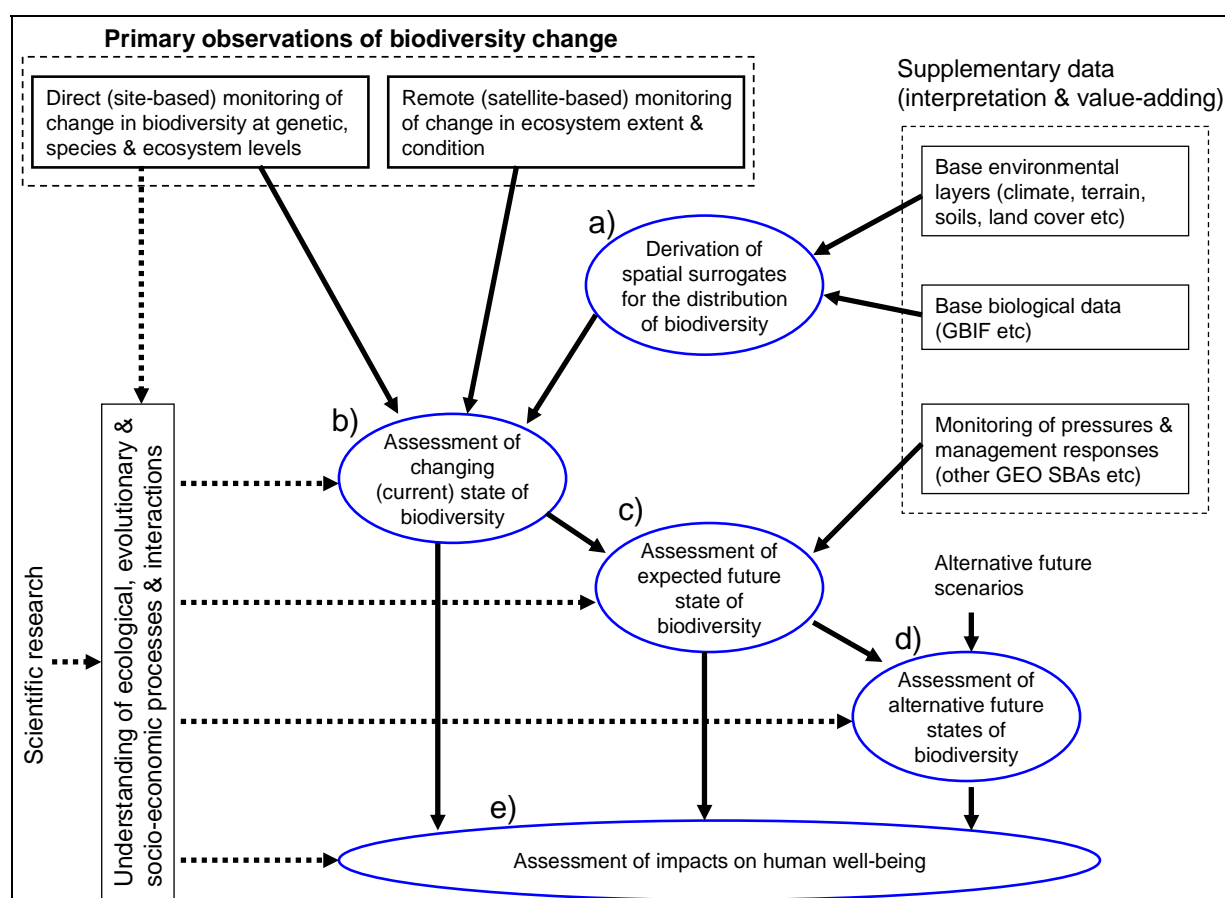 Primary observations of biodiversity change
Direct (site-based) monitoring of
change in biodiversity at genetic,
species & ecosystem levels
Remote (satellite-based) monitoring
of change in ecosystem extent &
condition
Supplementary data
(interpretation & value-adding)
Base environmental
layers (climate, terrain,
soils, land cover etc)
a)
Derivation of
spatial surrogates
for the distribution
of biodiversity
Base biological data
(GBIF etc)
Monitoring of pressures &
management responses
(other GEO SBAs etc)
b)
Assessment of
changing
(current) state of
biodiversity
c)
Assessment of
expected future
state of
biodiversity
Alternative future
scenarios
d)
Assessment of
alternative future
states of
biodiversity
Scientific research
Understanding of ecological, evolutionary &
socio-economic processes & interactions
e)
Assessment of impacts on human well-being